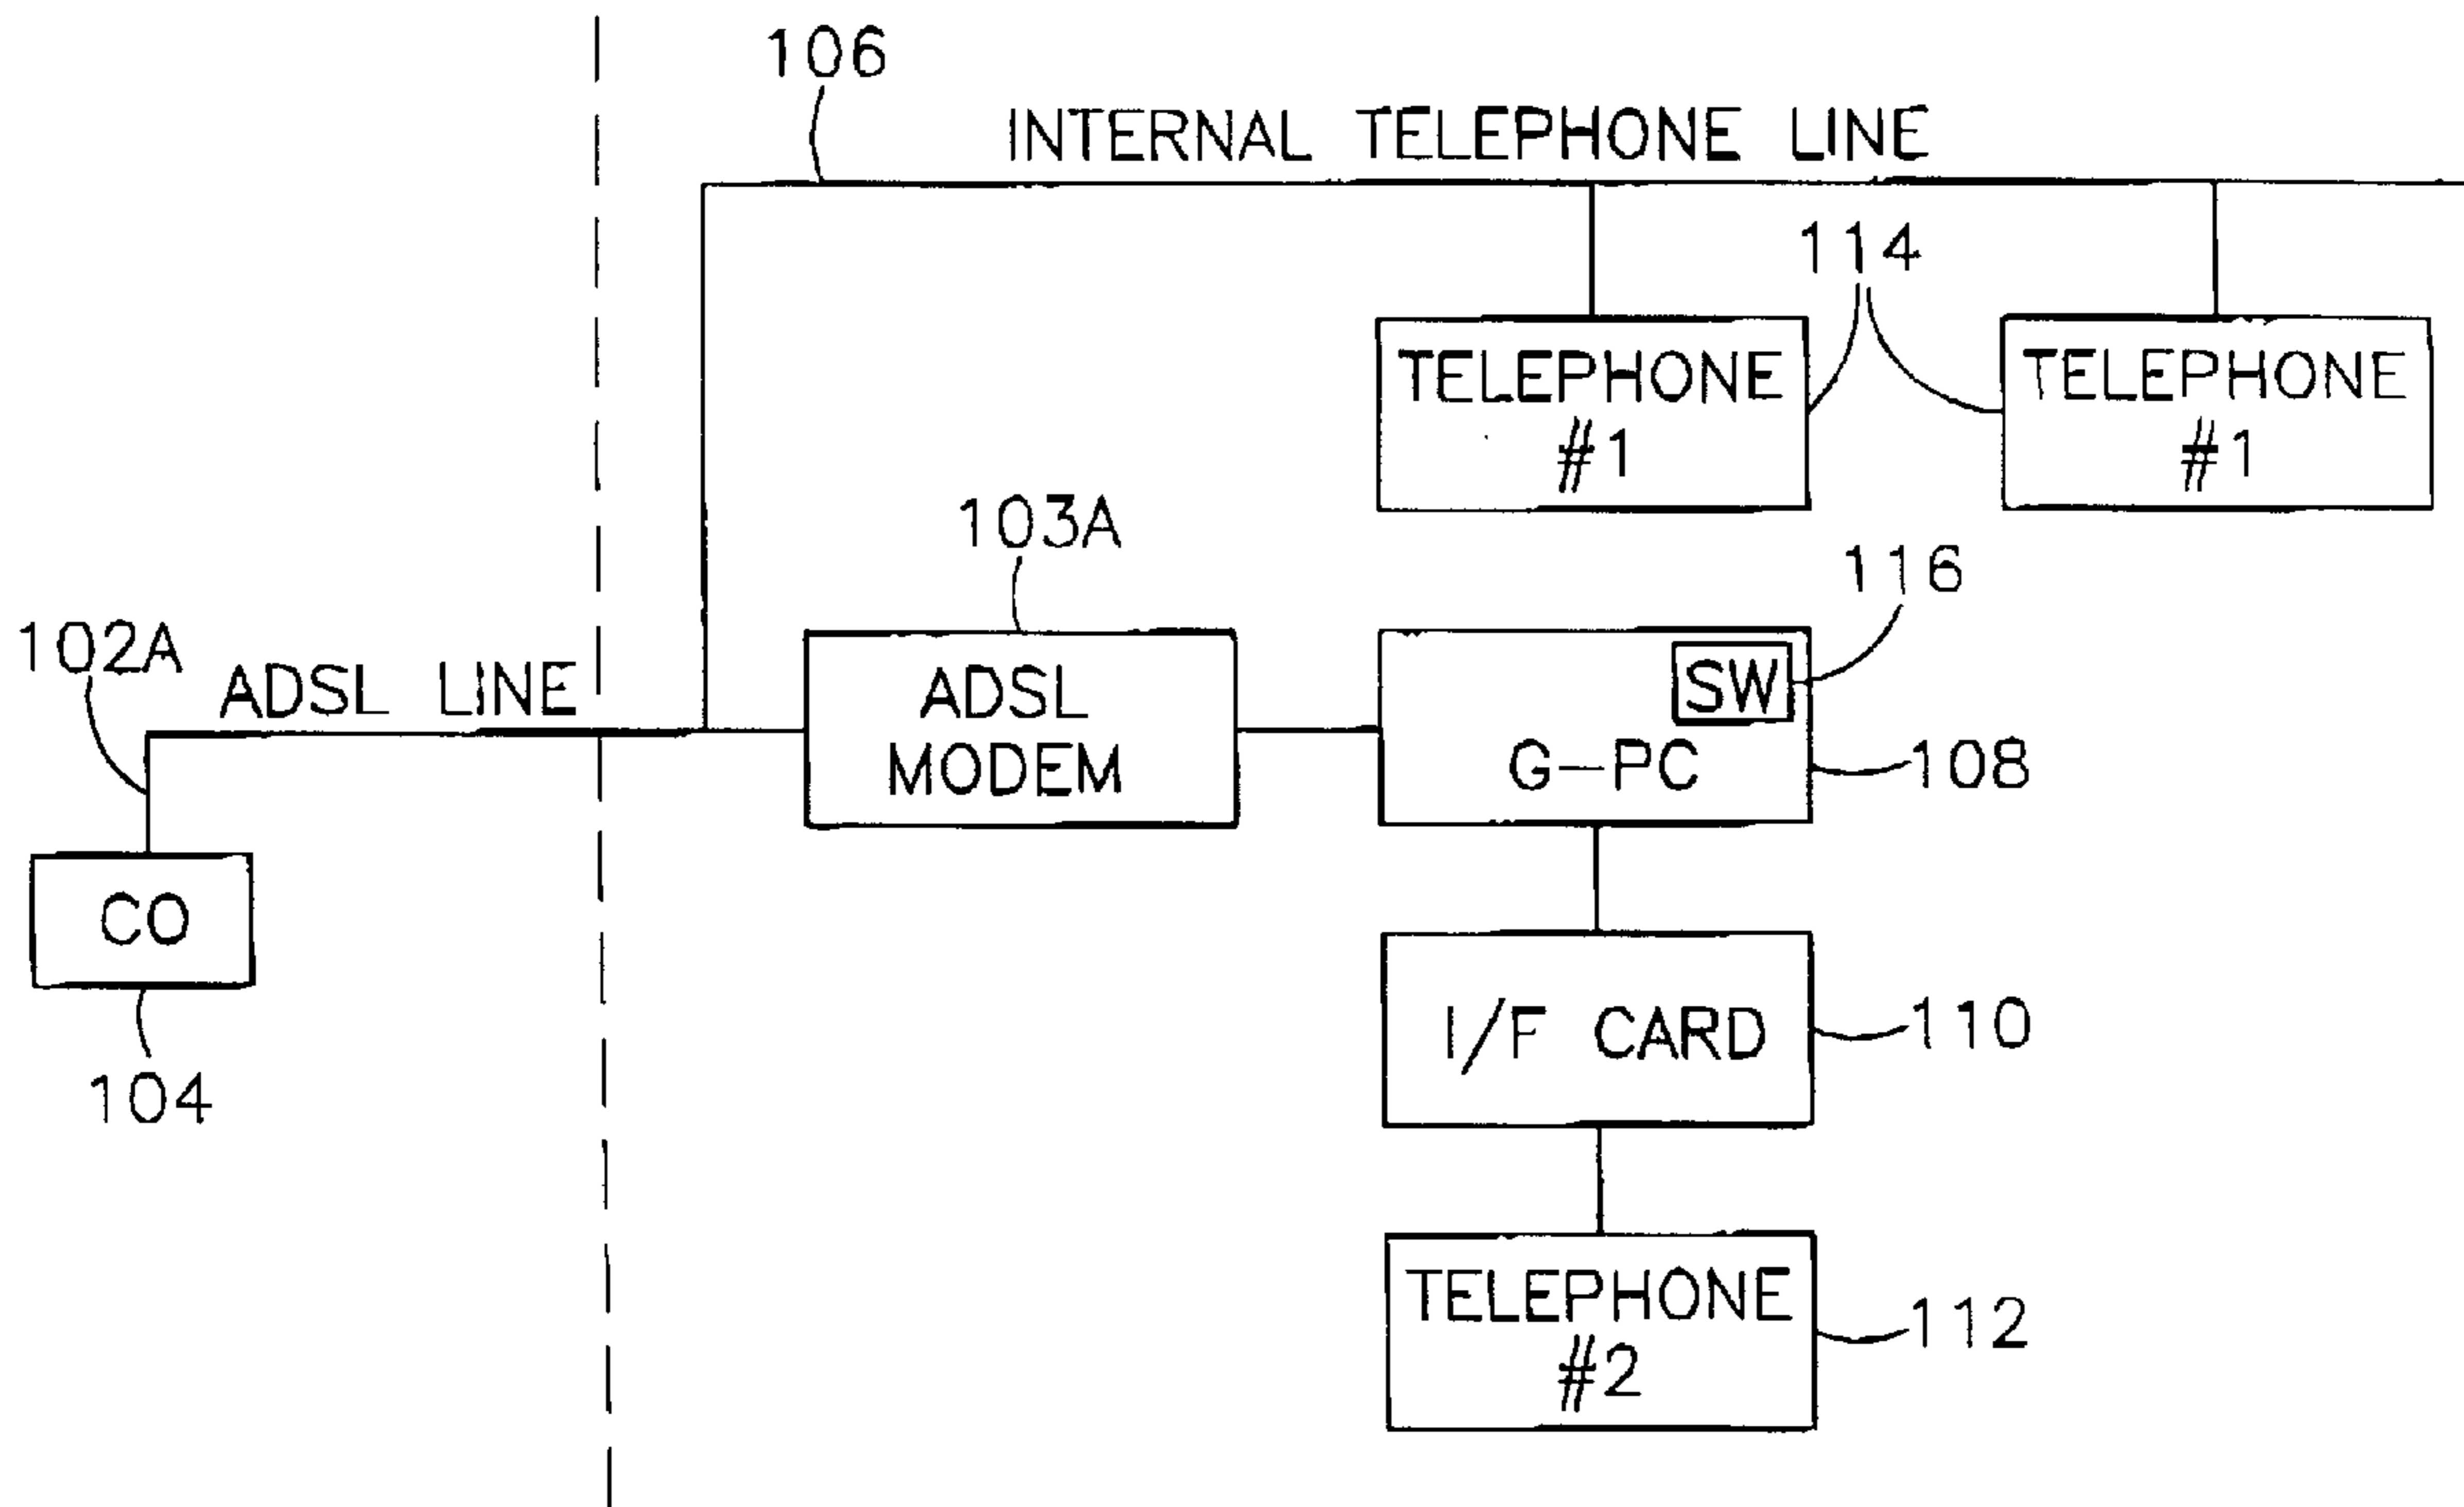 106
INTERNAL TELEPHONE LINE
114
TELEPHONE
#1
TELEPHONE
#1
103A
116
102A
ADSL LINE
ADSL
MODEM
SW
G-PC
108
CO
104
I/F CARD
110
TELEPHONE
#2
112